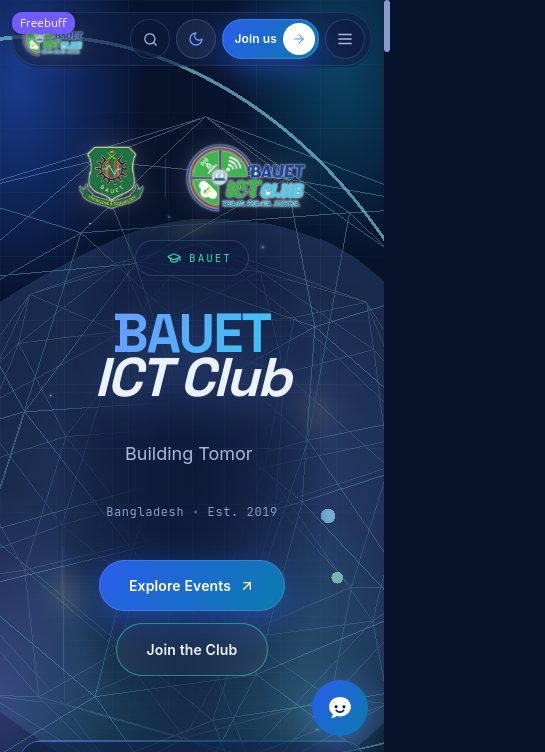 Freebuff
Join us
BAUET
BAUET
ICT CLUB
BAUET
BAUET
ICT Club
Building Tomor
Bangladesh · Est. 2019
Explore Events
Join the Club